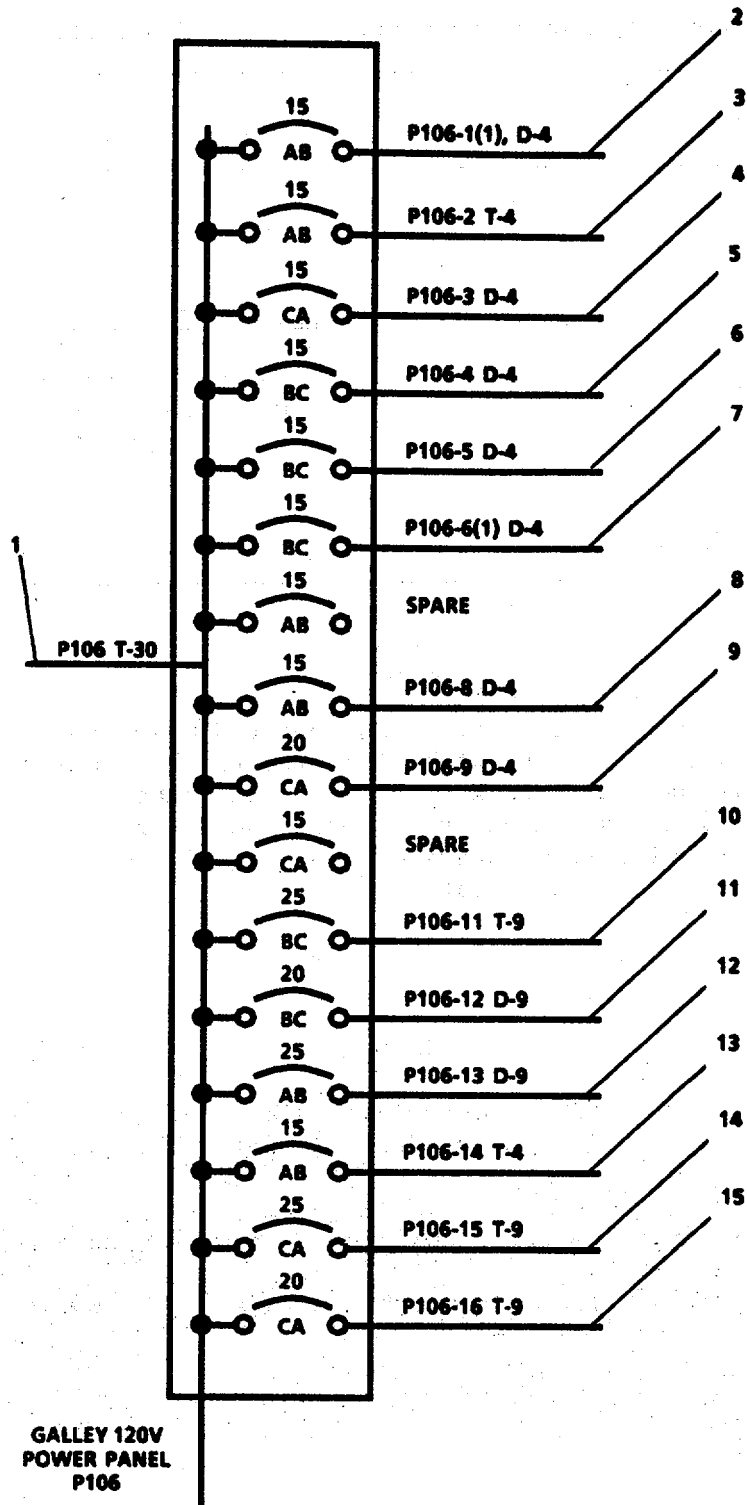 2
15
P106-1(1), D-4
AB
3
15
P106-2 T-4
AB
4
15
P106-3 D-4
CA
5
15
P106-4 D-4
BC
6
15
P106-5 D-4
BC
7
15
P106-6(1) D-4
BC
1
15
SPARE
AB
8
P106 T-30
15
P106-8 D-4
AB
9
20
P106-9 D-4
CA
15
SPARE
CA
10
25
P106-11 T-9
BC
11
20
P106-12 D-9
BC
12
25
P106-13 D-9
AB
13
15
P106-14 T-4
AB
14
25
P106-15 T-9
CA
15
20
P106-16 T-9
CA
GALLEY 120V
POWER PANEL
P106